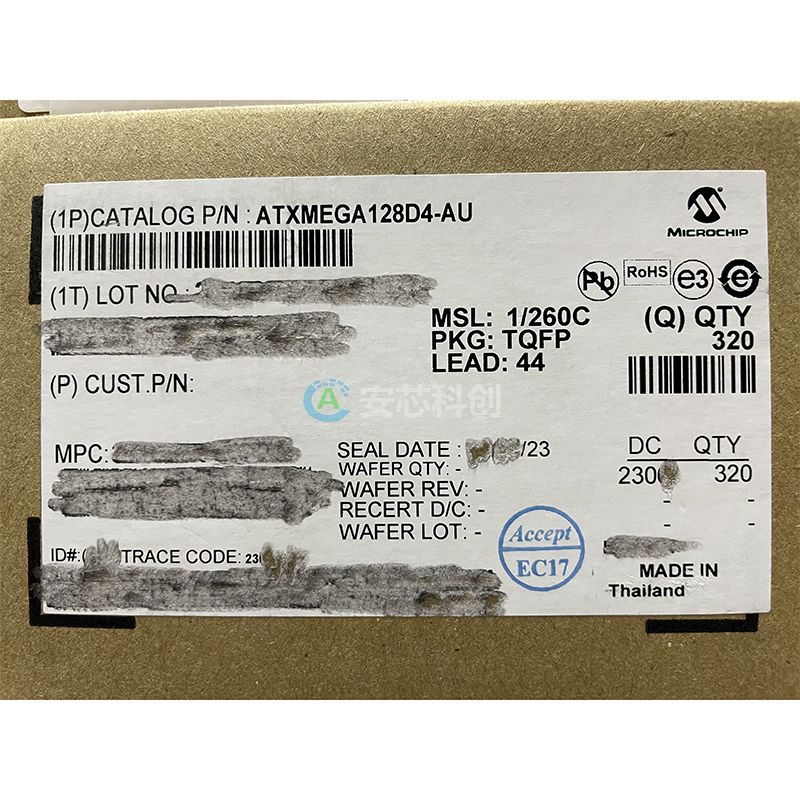 (1P)CATALOG P/N : ATXMEGA128D4-AU
MICROCHIP
(1T) LOT NO
Pb
RoHS
e3
e
MSL: 1/260C
(Q) QTY
PKG: TQFP
320
LEAD: 44
(P) CUST.P/N:
CA 安芯科创
MPC:
SEAL DATE : /23
DC QTY
WAFER QTY: -
230 320
WAFER REV: -
- -
RECERT D/C: -
- -
WAFER LOT: -
Accept
EC17
ID#:( TRACE CODE: 23
MADE IN
Thailand